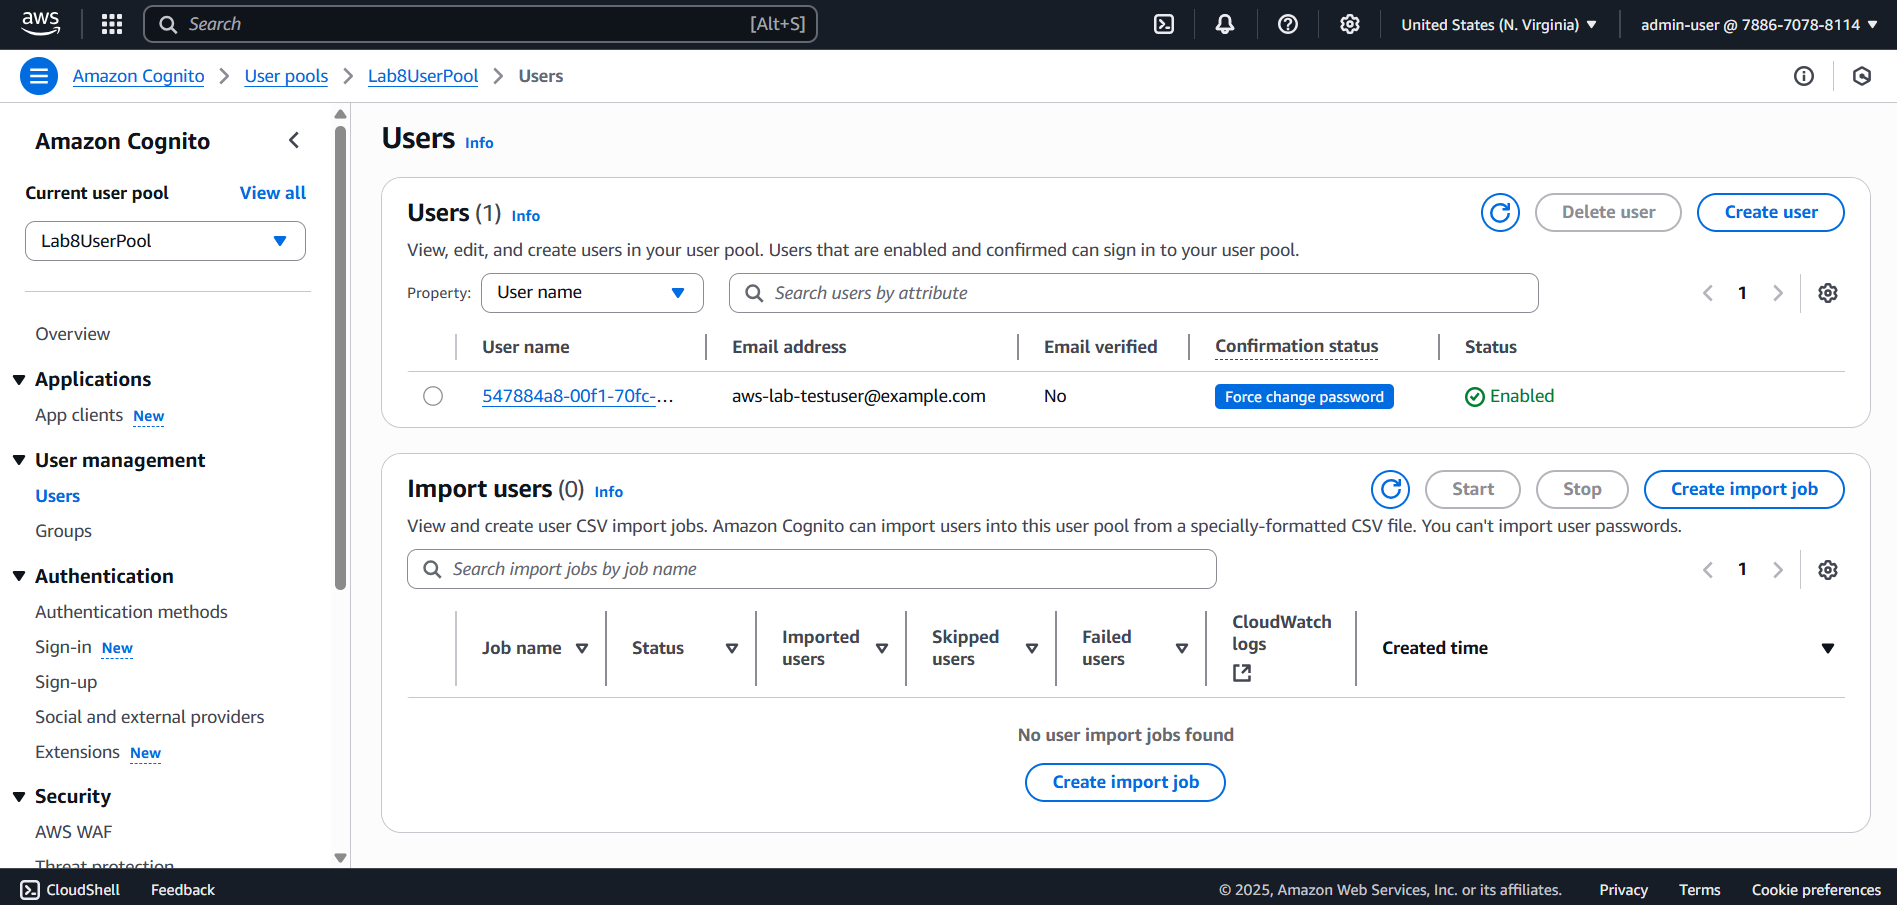 aws
Search [Alt+S]
United States (N. Virginia)
admin-user @ 7886-7078-8114
Amazon Cognito
User pools
Lab8UserPool
Users
Amazon Cognito
Current user pool View all
Lab8UserPool
Overview
Applications
App clients New
User management
Users
Groups
Authentication
Authentication methods
Sign-in New
Sign-up
Social and external providers
Extensions New
Security
AWS WAF
Threat protection
Users Info
Users (1) Info
Delete user
Create user
View, edit, and create users in your user pool. Users that are enabled and confirmed can sign in to your user pool.
Property: User name
Search users by attribute
1
User name Email address Email verified Confirmation status Status
547884a8-00f1-70fc-... aws-lab-testuser@example.com No Force change password Enabled
Import users (0) Info
Start
Stop
Create import job
View and create user CSV import jobs. Amazon Cognito can import users into this user pool from a specially-formatted CSV file. You can't import user passwords.
Search import jobs by job name
1
Job name
Status
Imported
users
Skipped
users
Failed
users
CloudWatch
logs
Created time
No user import jobs found
Create import job
CloudShell
Feedback
© 2025, Amazon Web Services, Inc. or its affiliates.
Privacy
Terms
Cookie preferences